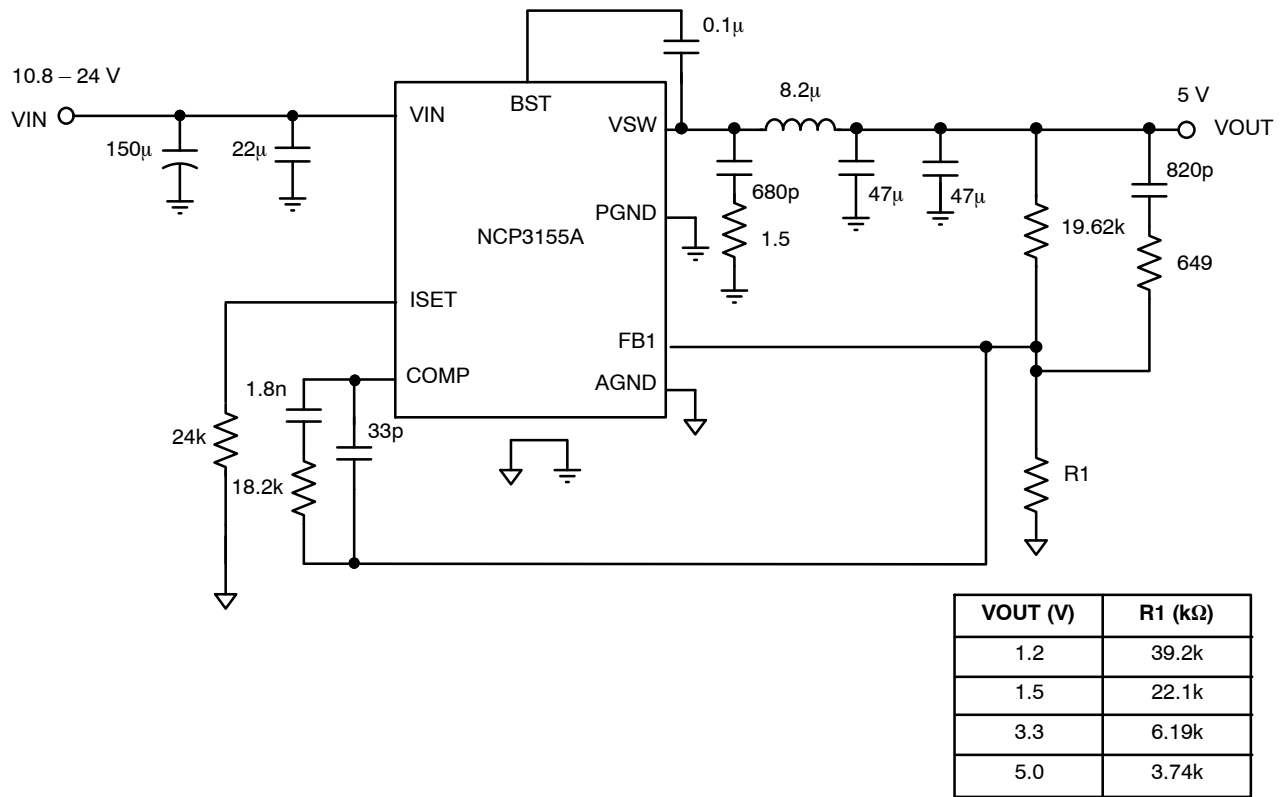 0.1μ
10.8 – 24 V
VIN
150μ
22μ
VIN
BST
VSW
PGND
NCP3155A
ISET
FB1
COMP
AGND
8.2μ
5 V
VOUT
680p
1.5
47μ
47μ
820p
19.62k
649
R1
24k
1.8n
33p
18.2k
VOUT (V) R1 (kΩ)
1.2 39.2k
1.5 22.1k
3.3 6.19k
5.0 3.74k